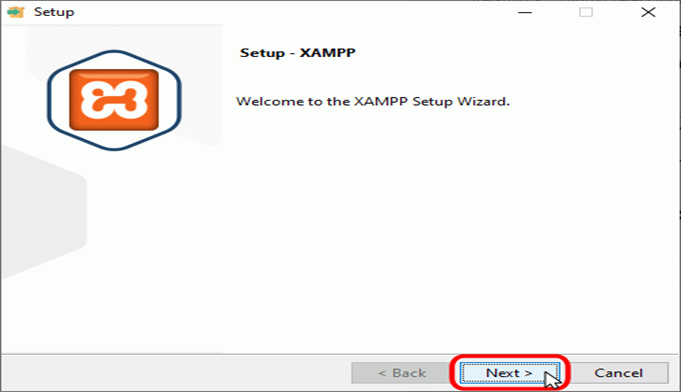 Setup
Setup - XAMPP
Welcome to the XAMPP Setup Wizard.
< Back
Next >
Cancel